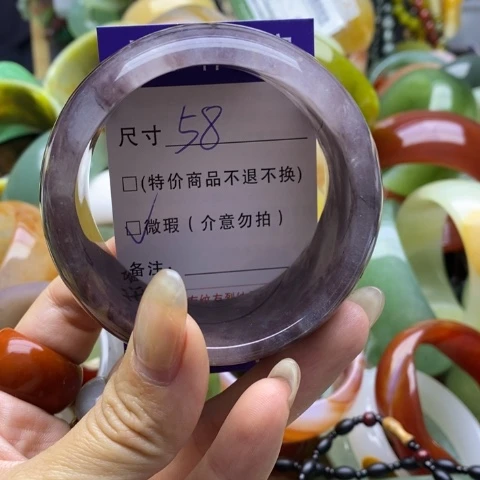 尺寸 58
□(特价商品不退不换)
☑微瑕(介意勿拍)
备注: